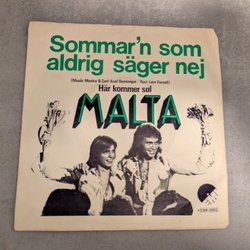 Sommar'n som
aldrig säger nej
(Musik: Monica & Carl-Axel Dominique - Text: Lars Forssell)
Här kommer sol
MALTA